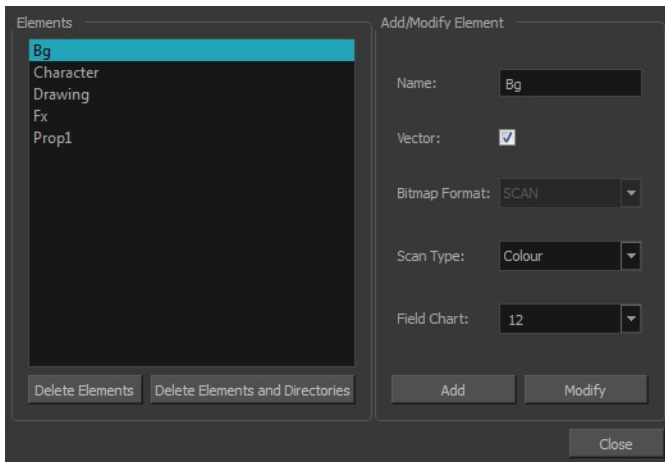 Elements
Bg
Character
Drawing
Fx
Prop1
Delete Elements
Delete Elements and Directories
Add/Modify Element
Name: Bg
Vector:
Bitmap Format: SCAN
Scan Type: Colour
Field Chart: 12
Add
Modify
Close